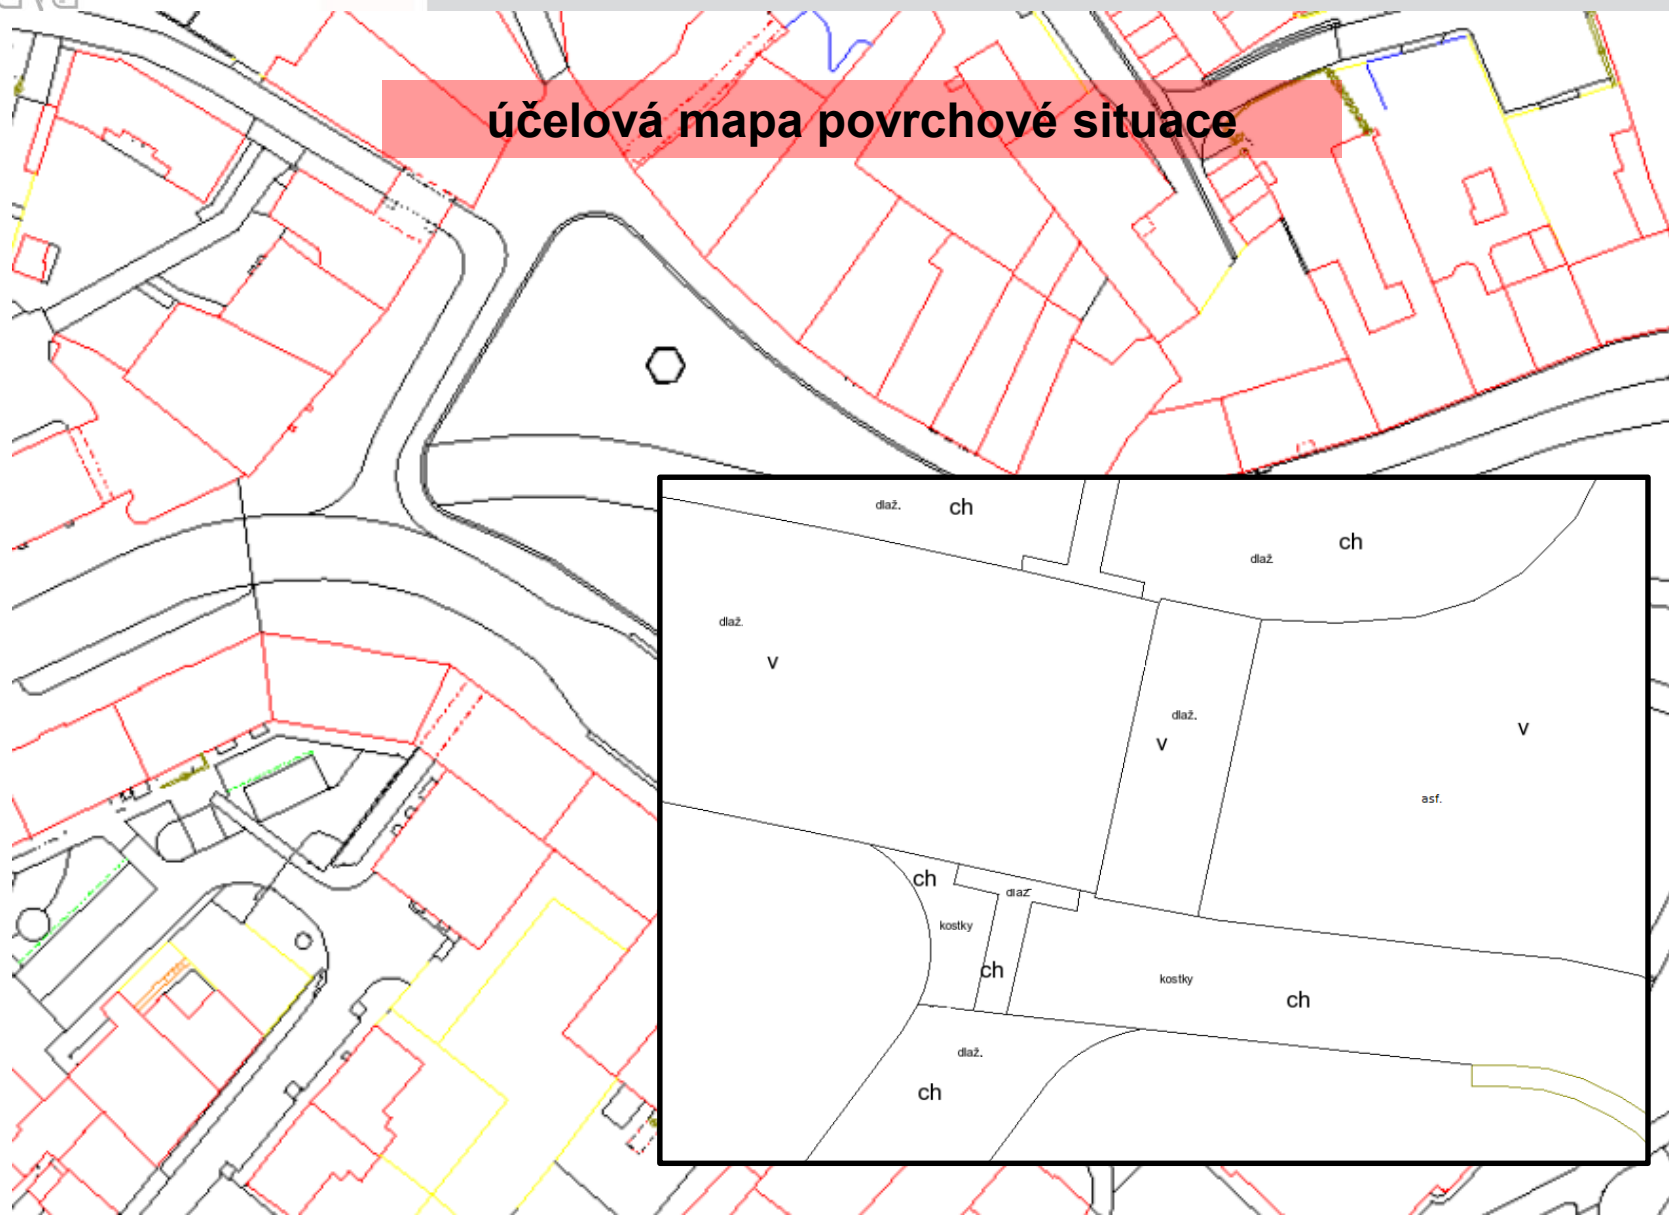 účelová mapa povrchové situace
dlaž. ch
ch
dlaž
dlaž.
v
dlaž.
v
v
asf.
ch
dlaž
kostky
ch
kostky
ch
dlaž.
ch